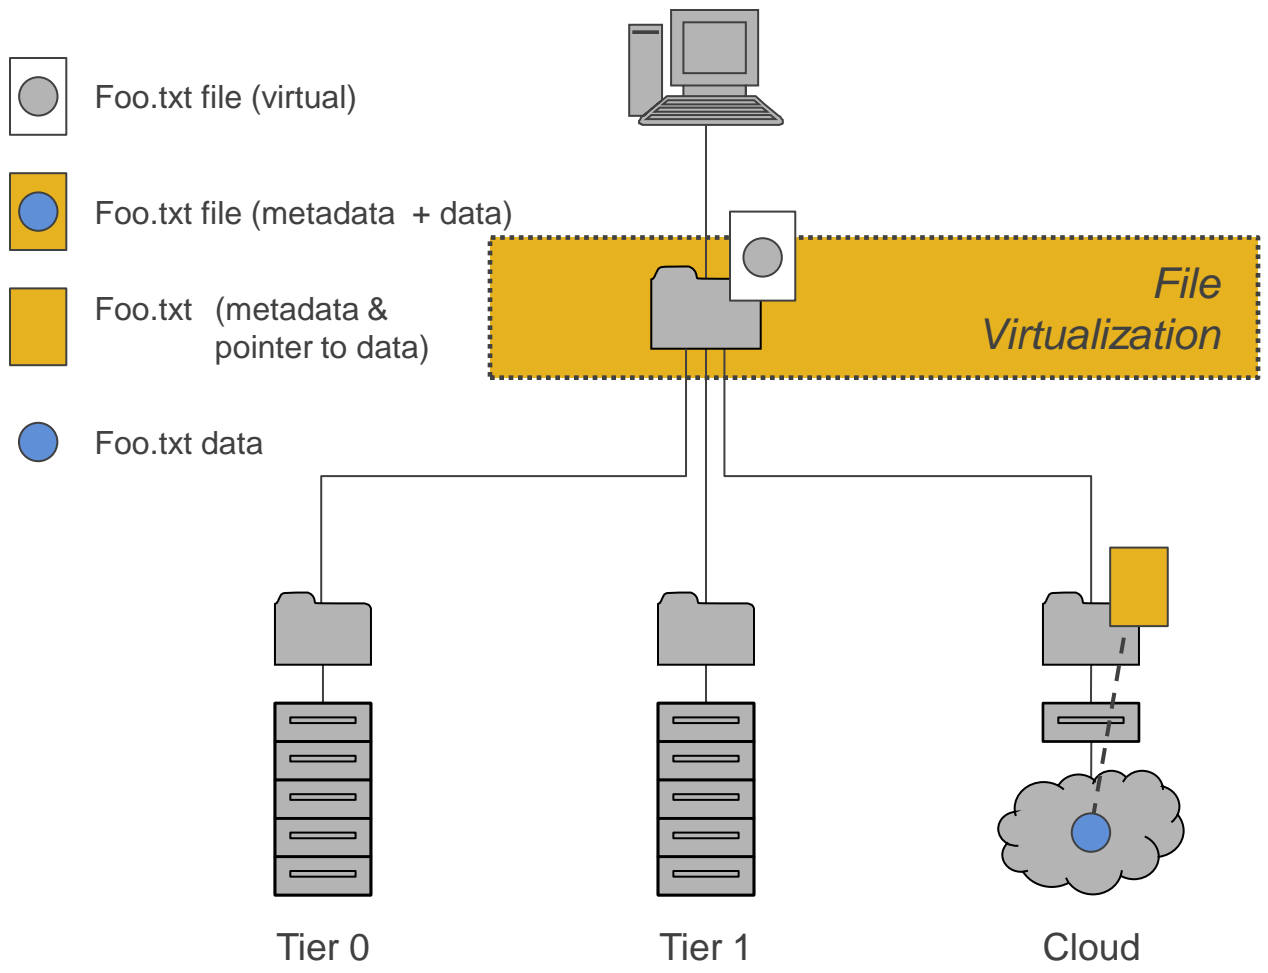 Foo.txt file (virtual)
Foo.txt file (metadata + data)
Foo.txt (metadata &
pointer to data)
Foo.txt data
File
Virtualization
Tier 0
Tier 1
Cloud